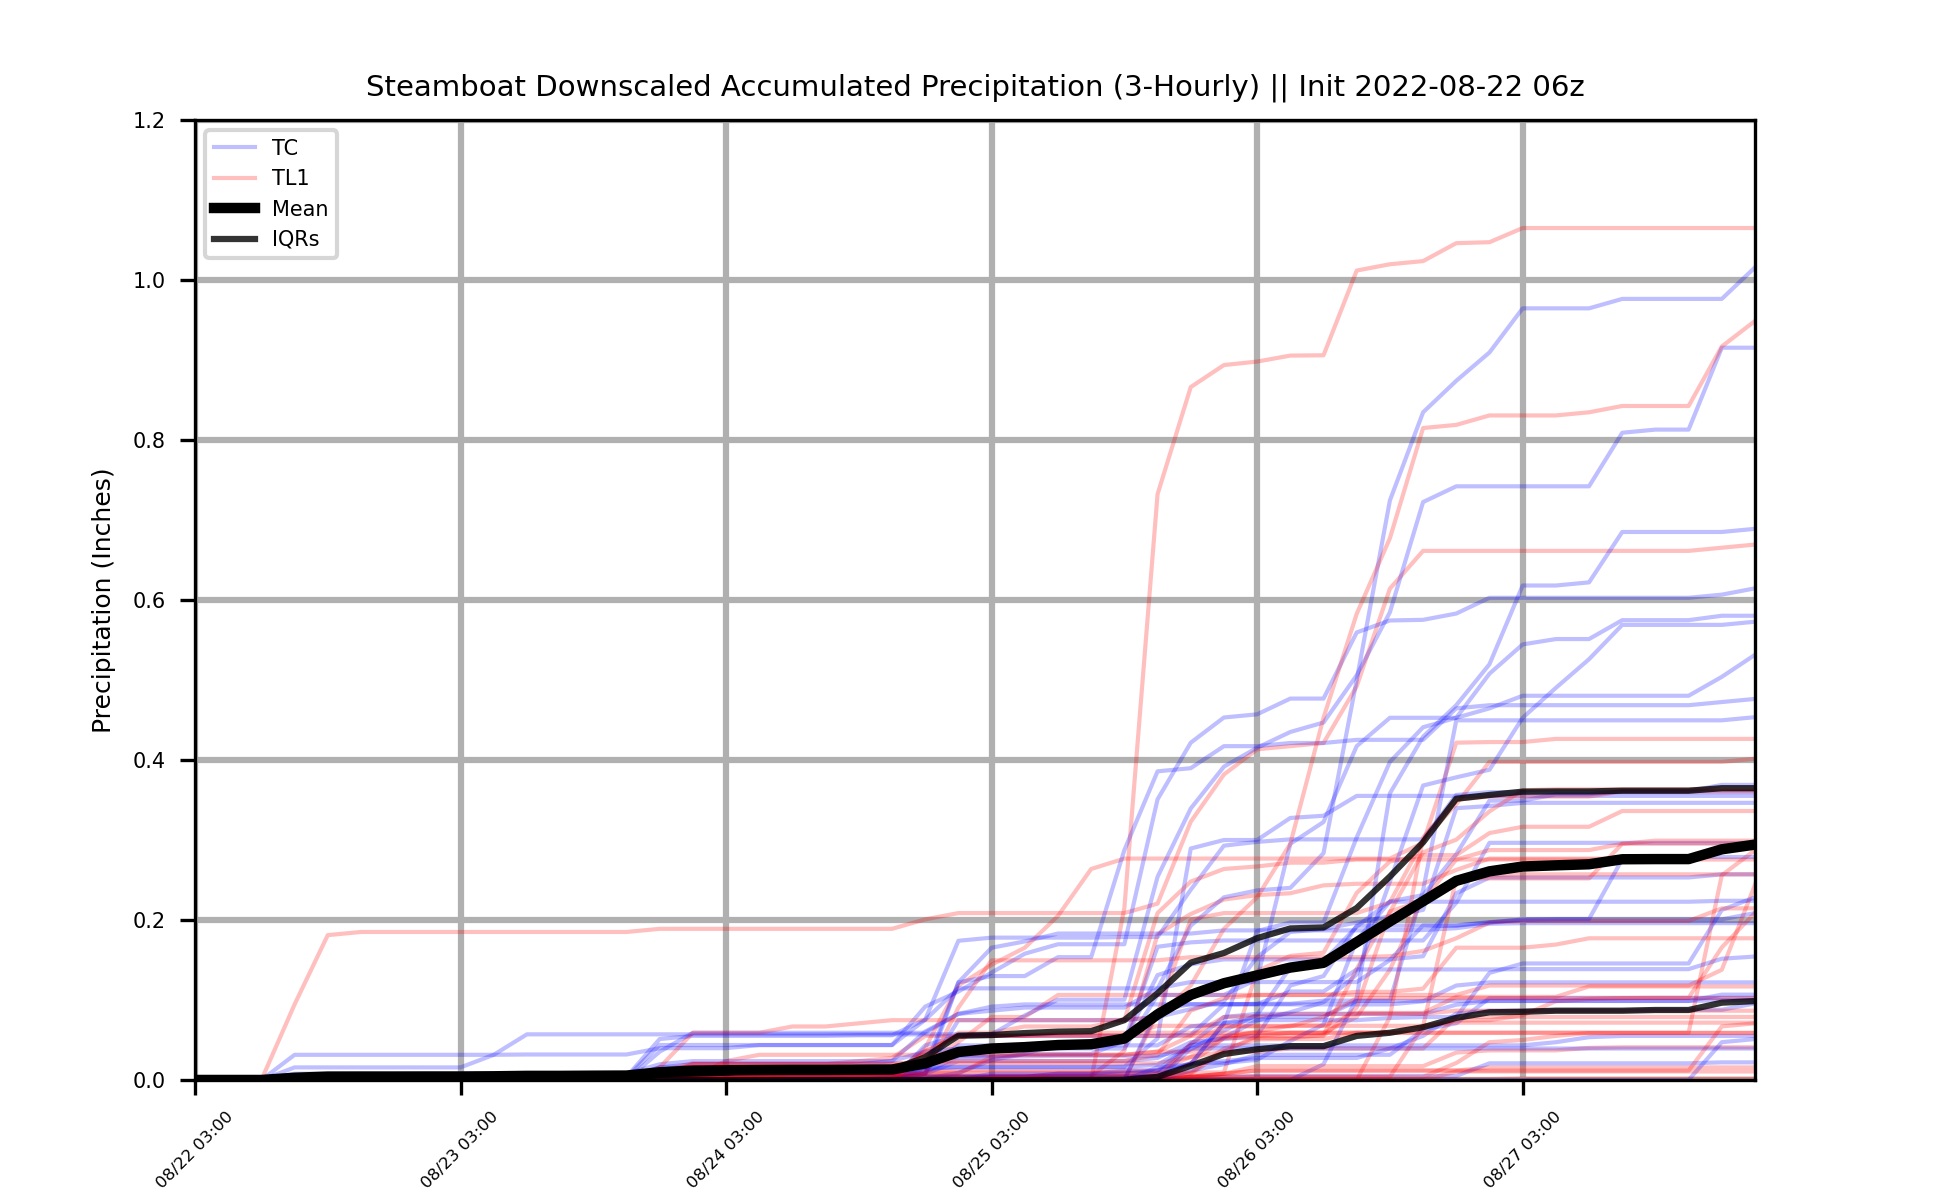 Steamboat Downscaled Accumulated Precipitation (3-Hourly) || Init 2022-08-22 06z
TC
TL1
Mean
IQRs
Precipitation (Inches)
1.2
1.0
0.8
0.6
0.4
0.2
0.0
08/22 03:00
08/23 03:00
08/24 03:00
08/25 03:00
08/26 03:00
08/27 03:00